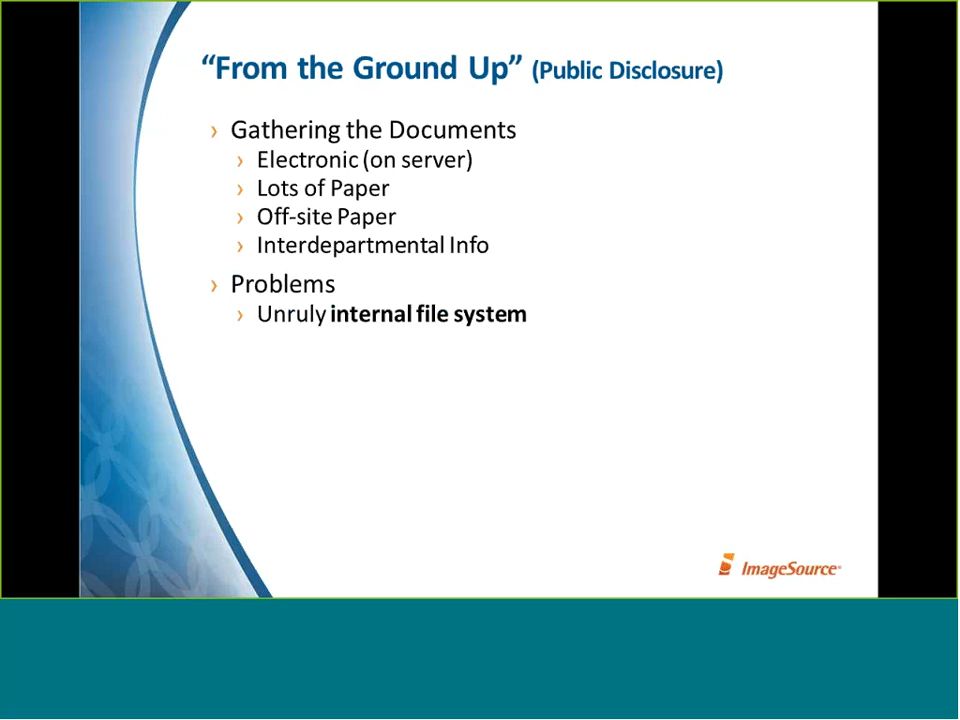 “From the Ground Up” (Public Disclosure)
› Gathering the Documents
› Electronic (on server)
› Lots of Paper
› Off-site Paper
› Interdepartmental Info
› Problems
› Unruly internal file system
ImageSource®